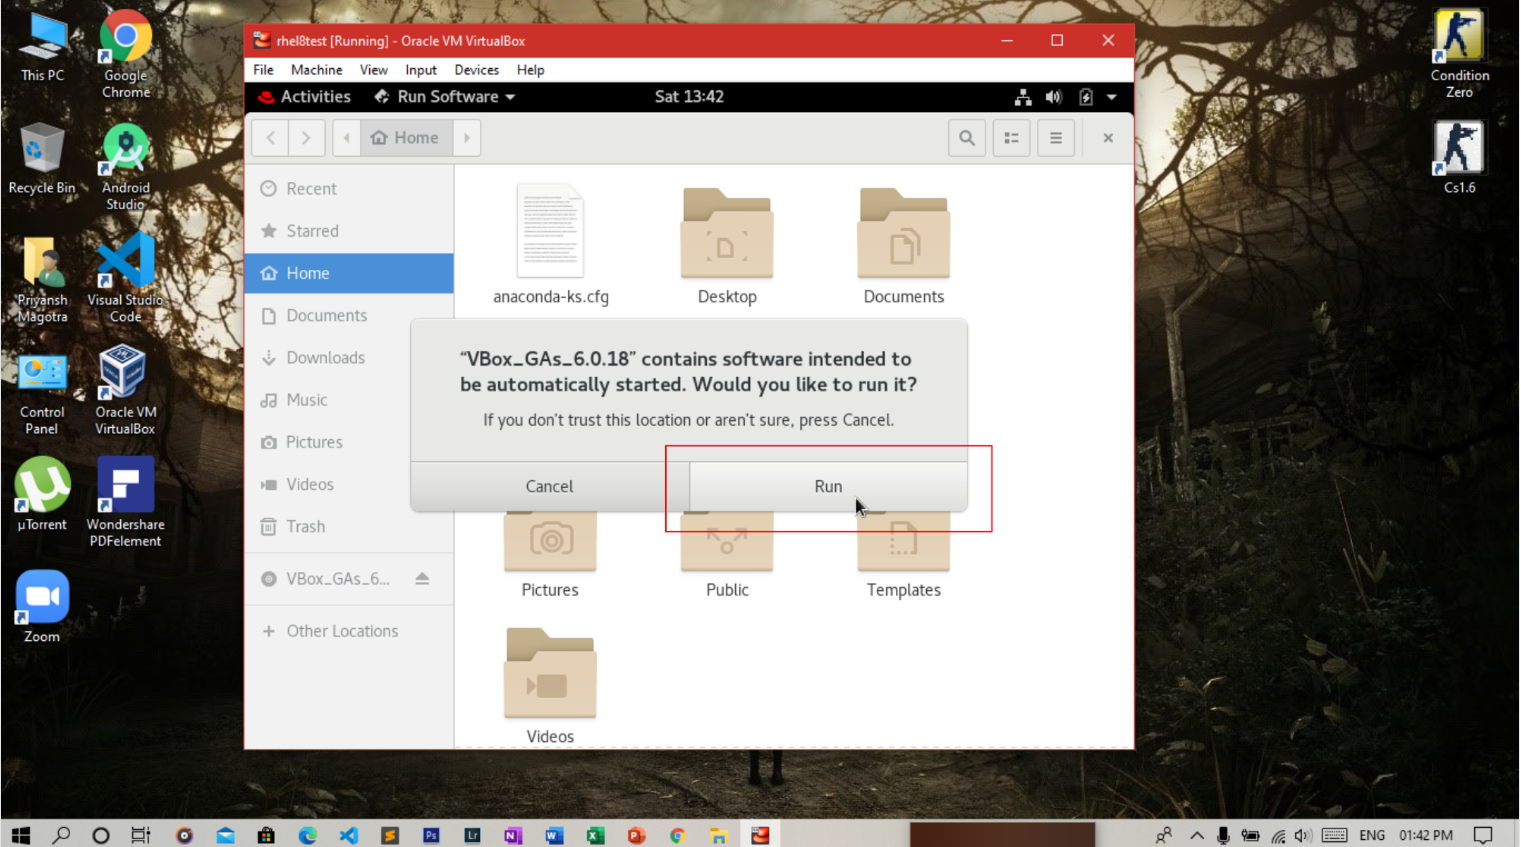 This PC
Google
Chrome
Recycle Bin
Android
Studio
Priyansh
Magotra
Visual Studio
Code
Control
Panel
Oracle VM
VirtualBox
µTorrent
Wondershare
PDFelement
Zoom
rhel8test [Running] - Oracle VM VirtualBox
File Machine View Input Devices Help
Activities Run Software Sat 13:42
Home
Recent
Starred
Home
Documents
Downloads
Music
Pictures
Videos
Trash
VBox_GAs_6...
Other Locations
anaconda-ks.cfg Desktop Documents
“VBox_GAs_6.0.18” contains software intended to
be automatically started. Would you like to run it?
If you don’t trust this location or aren’t sure, press Cancel.
Cancel Run
Pictures Public Templates
Videos
Condition
Zero
Cs1.6
Ps Lr N W X P
ENG 01:42 PM